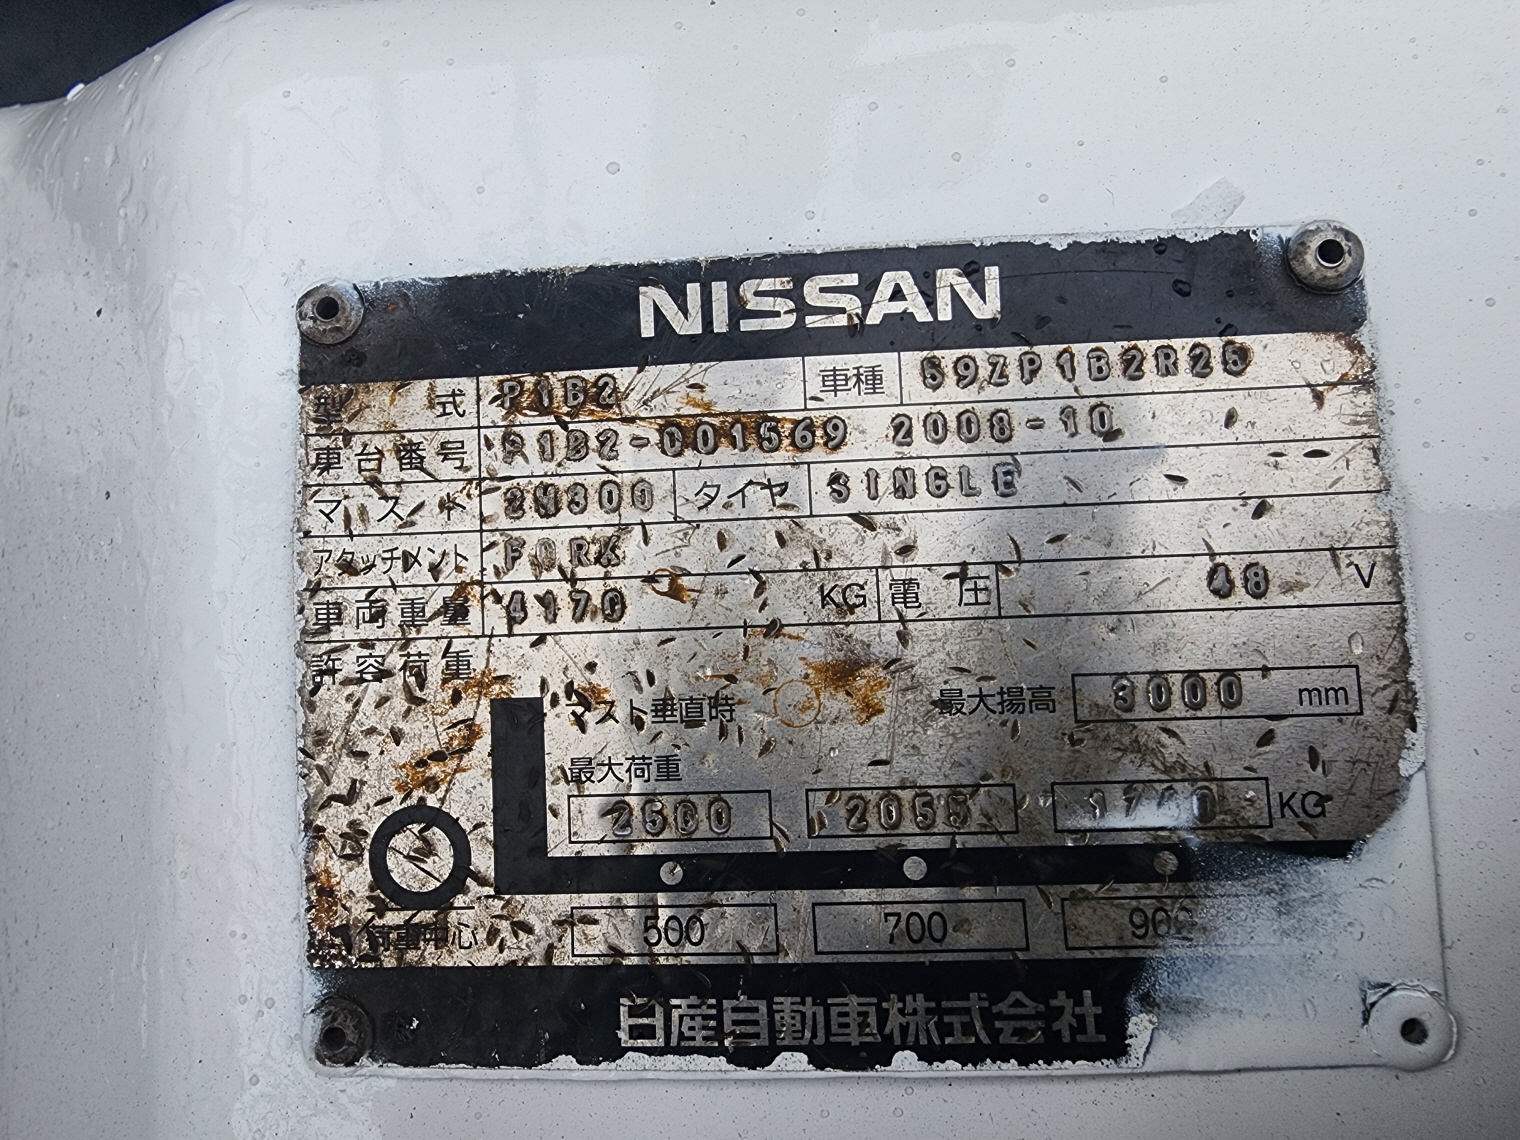 NISSAN
型式 P1B2 車種 S9ZP1B2R25
車台番号 P1B2-001569 2008-10
マスト 2M300 タイヤ SINGLE
アタッチメント FORK
車両重量 4170 KG 電圧 48 V
許容荷重
マスト垂直時 最大揚高 3000 mm
最大荷重
2500 2055 KG
荷重中心 500 700 900
日産自動車株式会社